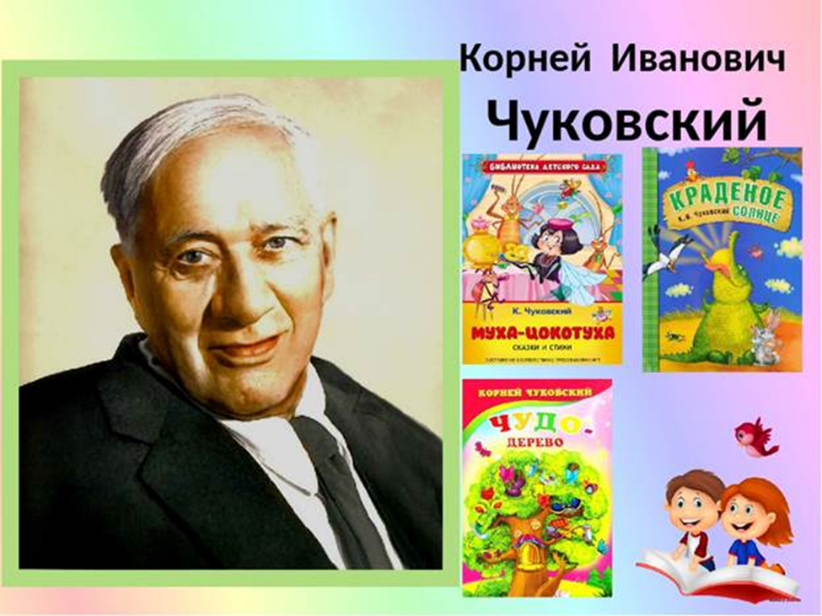 Корней Иванович
Чуковский
БИБЛИОТЕКА ДЕТСКОГО САДА
К. Чуковский
МУХА-ЦОКОТУХА
СКАЗКИ И СТИХИ
КРАДЕНОЕ
К. И. Чуковский СОЛНЦЕ
КОРНЕЙ ЧУКОВСКИЙ
ЧУДО-
ДЕРЕВО